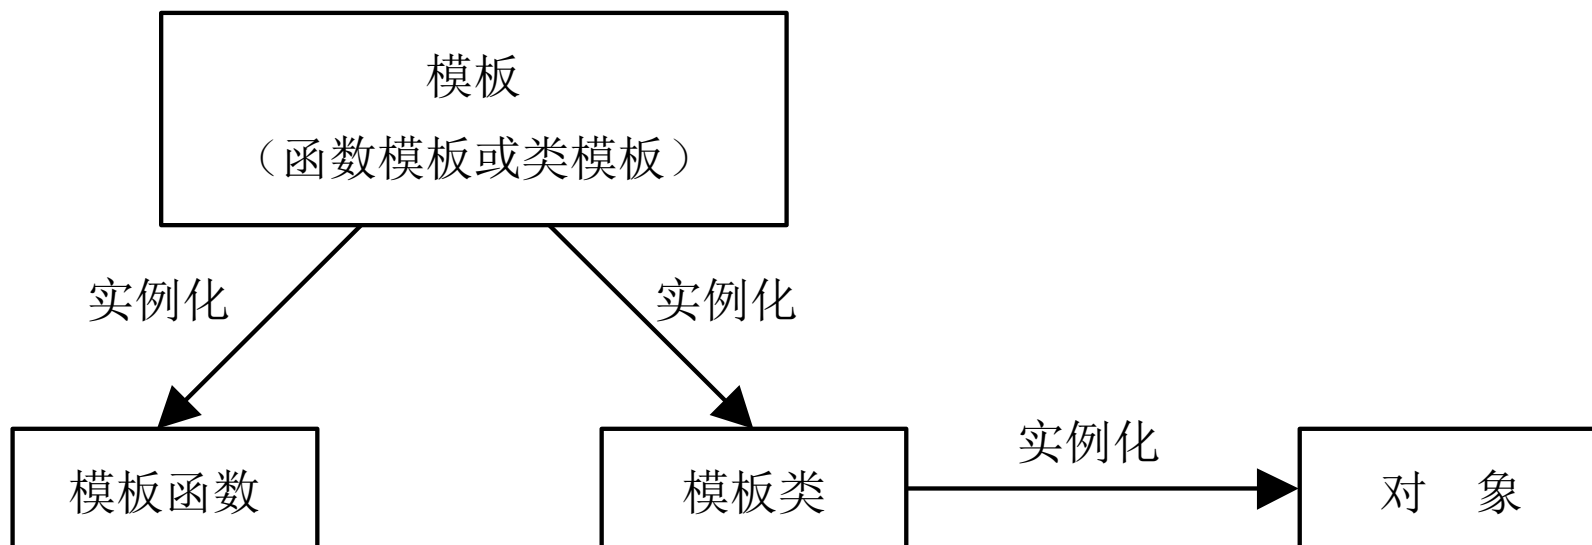 模板
（函数模板或类模板）
实例化
实例化
实例化
模板函数
模板类
对 象